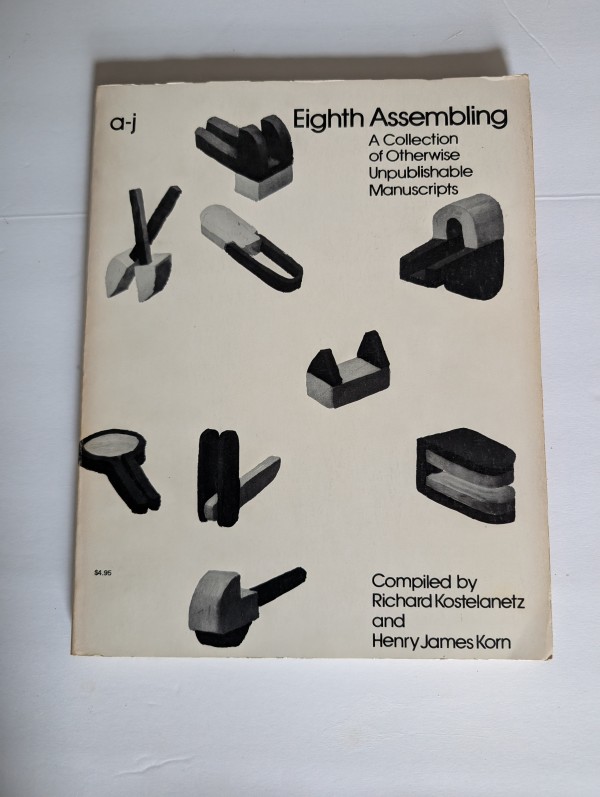 a-j
Eighth Assembling
A Collection
of Otherwise
Unpublishable
Manuscripts
$4.95
Compiled by
Richard Kostelanetz
and
Henry James Korn